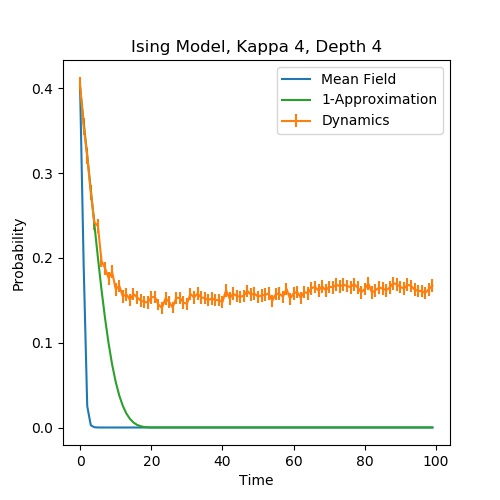 Ising Model, Kappa 4, Depth 4
Mean Field
1-Approximation
Dynamics
Probability
0.4
0.3
0.2
0.1
0.0
0 20 40 60 80 100
Time